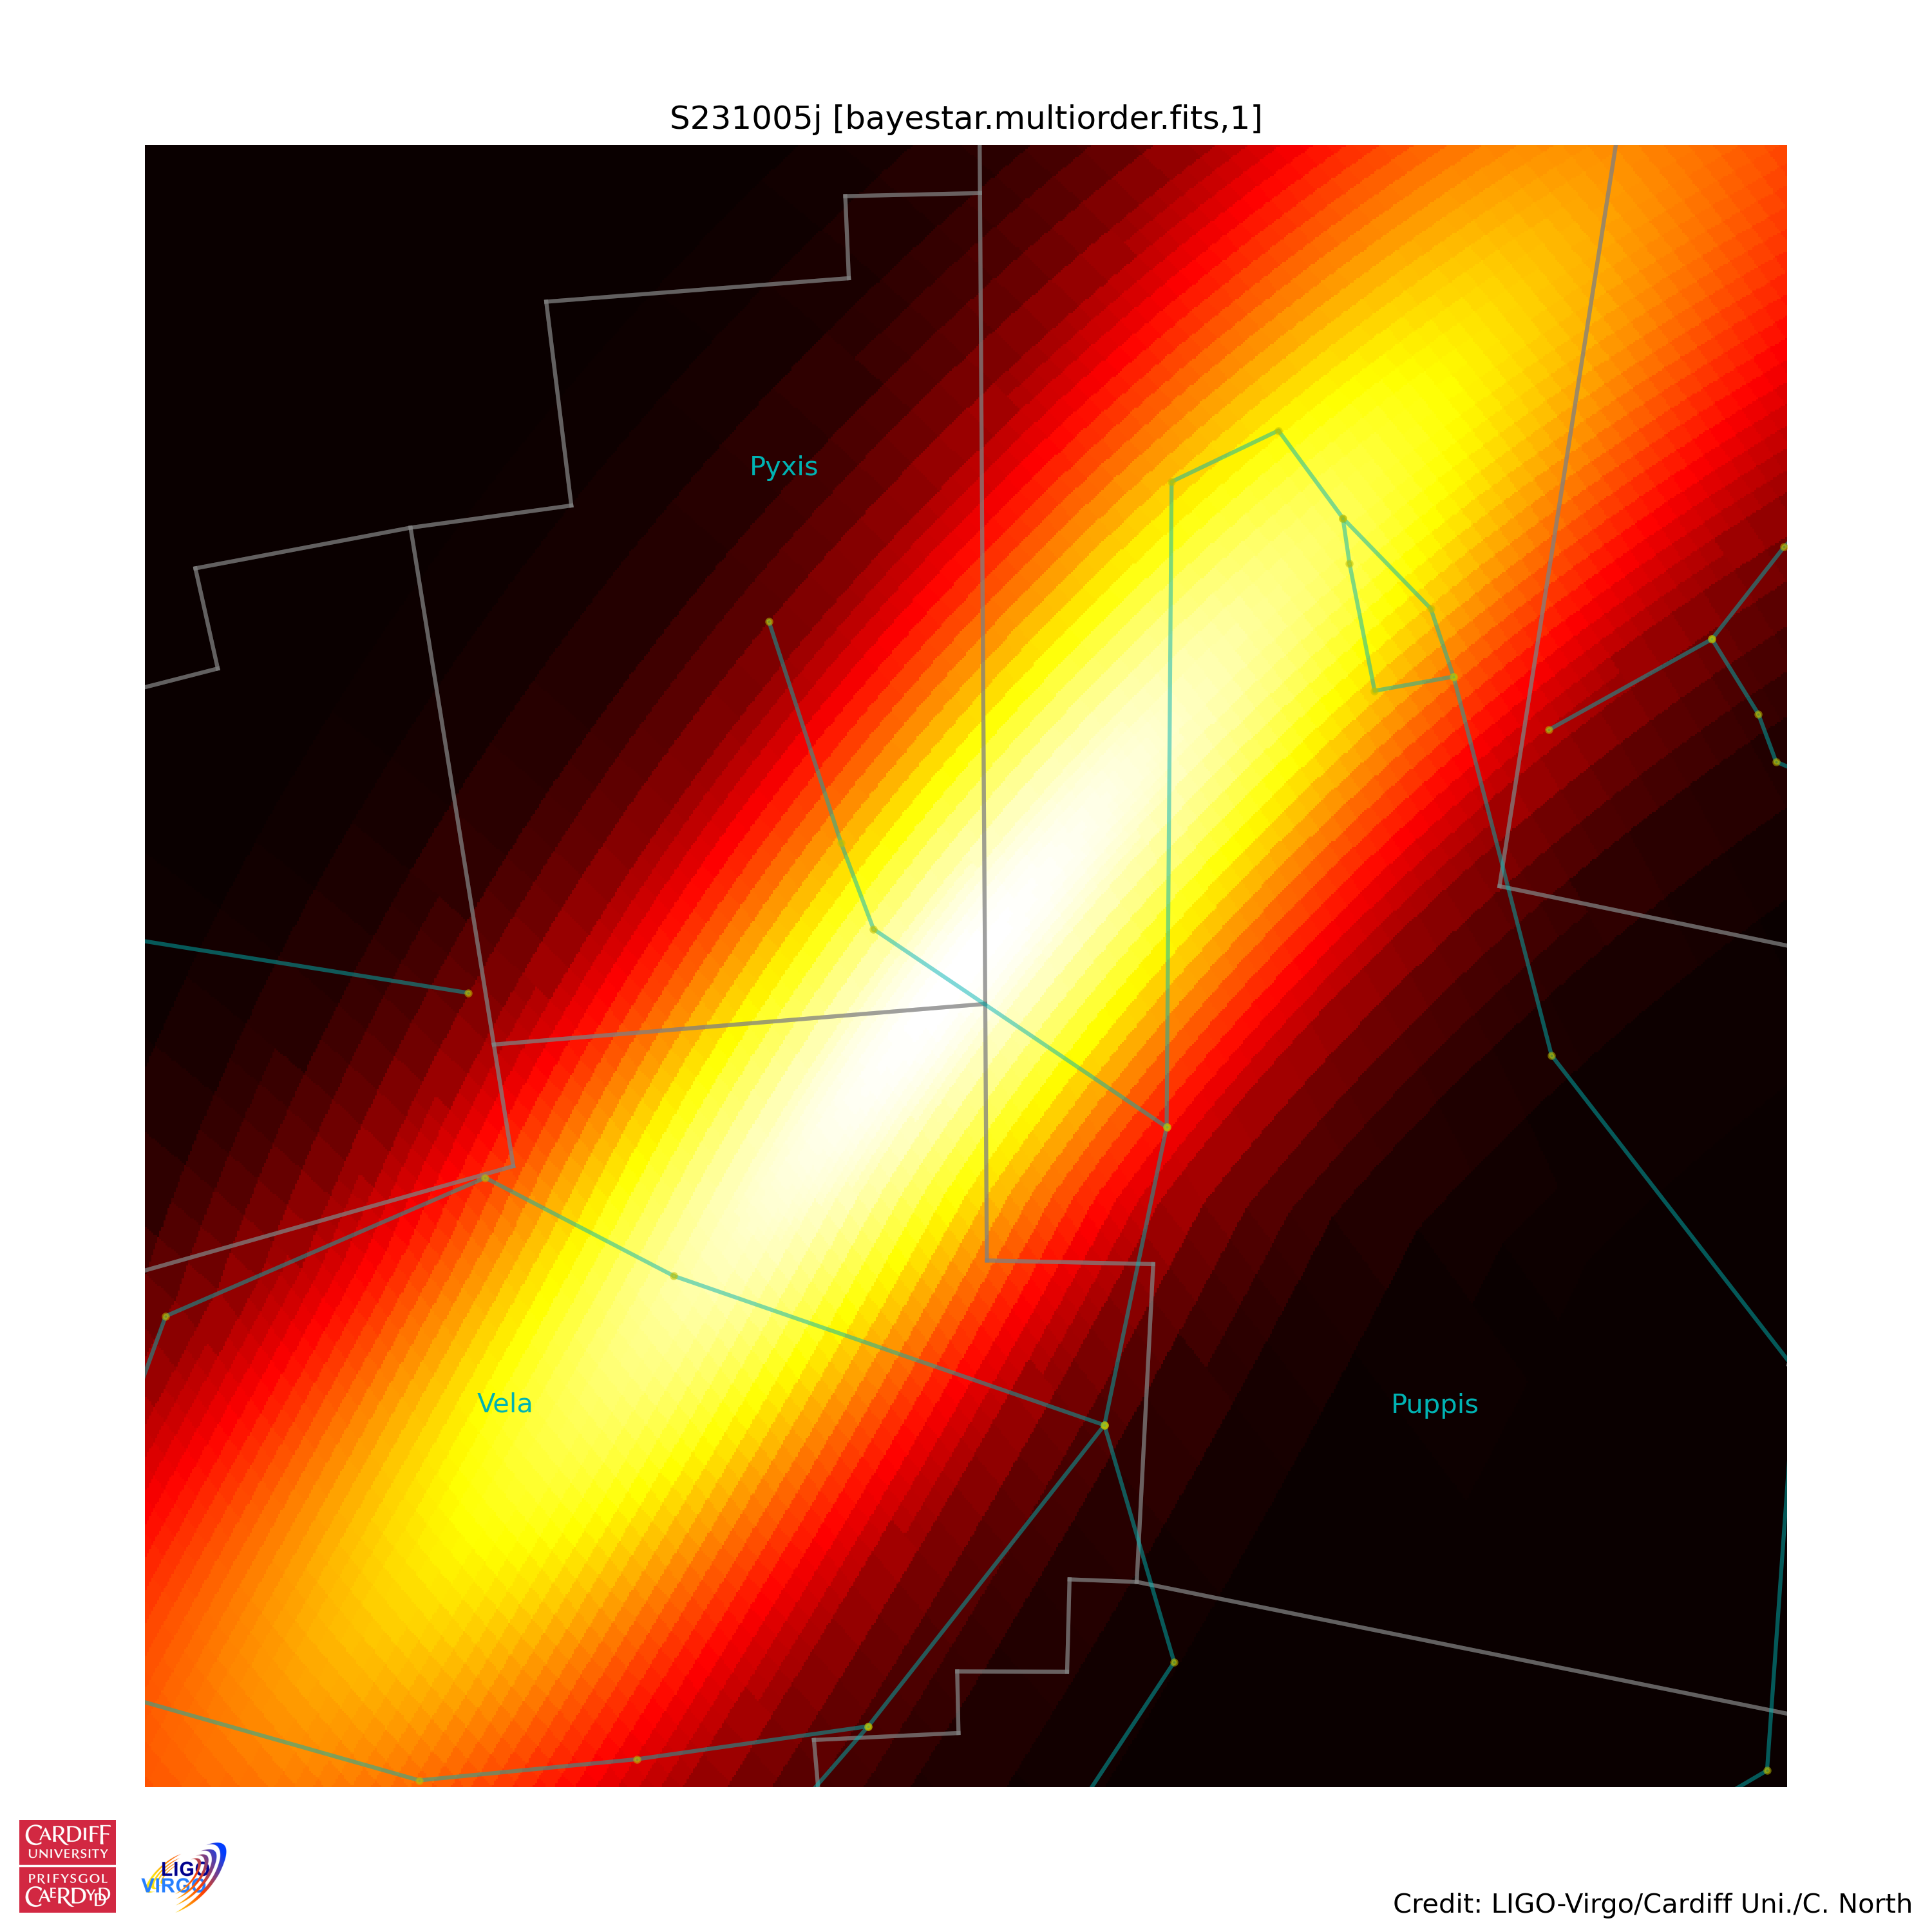 S231005j [bayestar.multiorder.fits,1]
Pyxis
Vela
Puppis
CARDIFF
UNIVERSITY
PRIFYSGOL
CAERDYDD
LIGO
VIRGO
Credit: LIGO-Virgo/Cardiff Uni./C. North